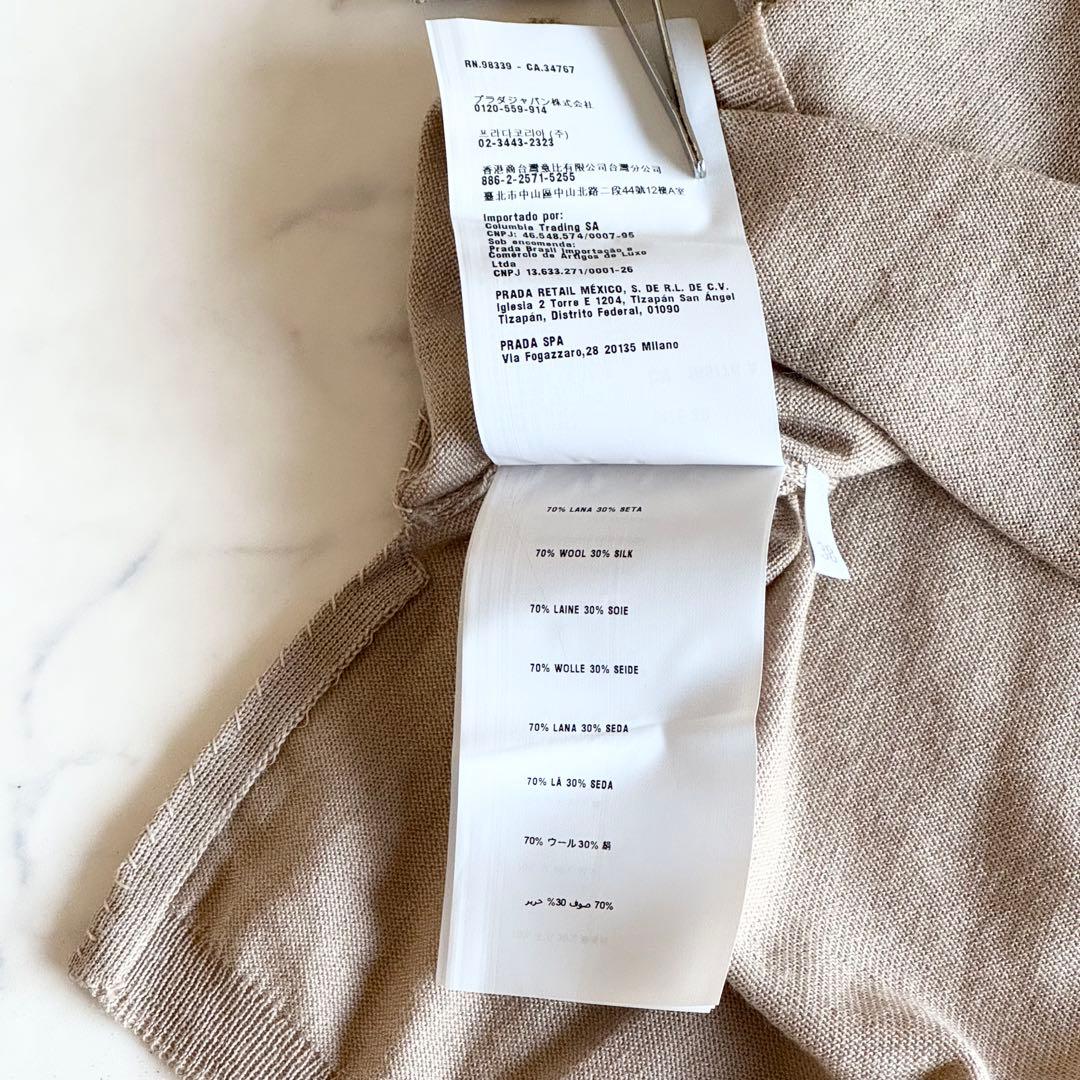 RN.98339 - CA.34767
プラダジャパン株式会社
0120-559-914
프라다코리아 (주)
02-3443-2323
香港商台灣寬比有限公司台灣分公司
886-2-2571-5255
臺北市中山區中山北路二段44號12樓A室
Importado por:
Columbia Trading SA
CNPJ: 46.548.574/0007-95
Sob encomenda:
Prada Brasil Importação e
Comércio de Artigos de Luxo
Ltda
CNPJ 13.633.271/0001-26
PRADA RETAIL MÉXICO, S. DE R.L. DE C.V.
Iglesia 2 Torre E 1204, Tizapán San Ángel
Tizapán, Distrito Federal, 01090
PRADA SPA
Via Fogazzaro,28 20135 Milano
70% LANA 30% SETA
70% WOOL 30% SILK
70% LAINE 30% SOIE
70% WOLLE 30% SEIDE
70% LANA 30% SEDA
70% LÃ 30% SEDA
70% ウール 30% 絹
70% صوف 30% حرير